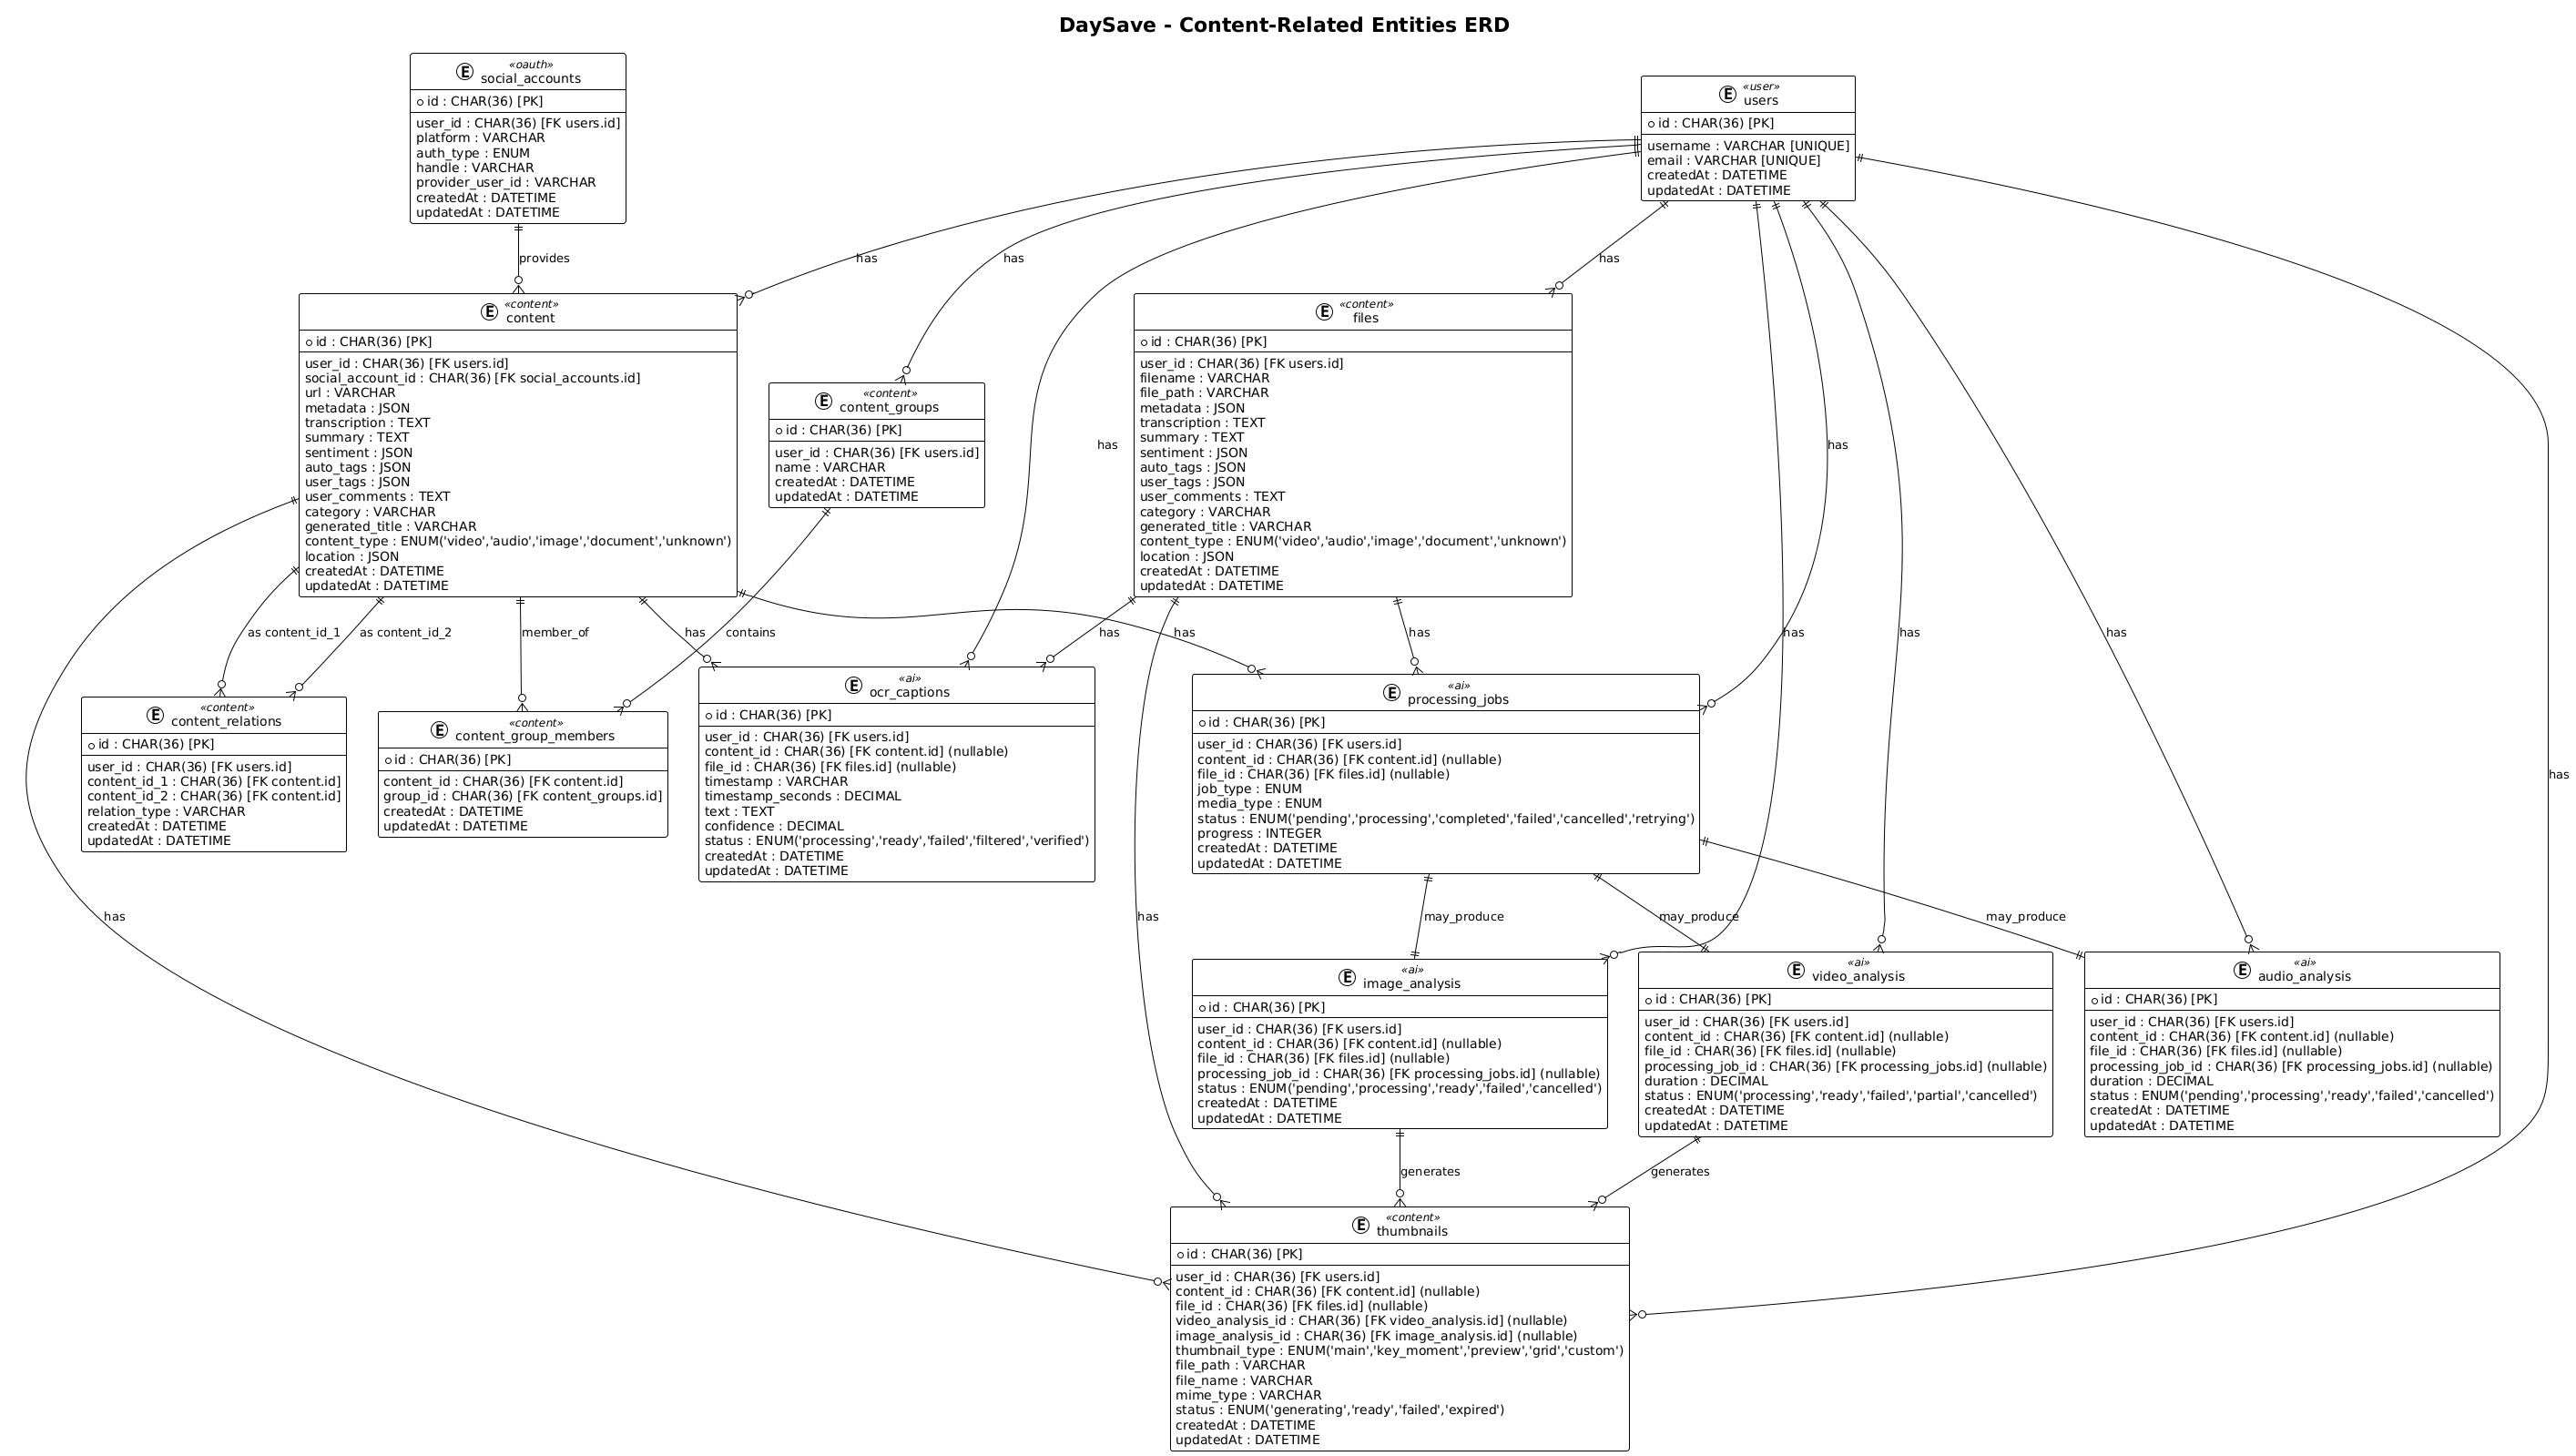 DaySave - Content-Related Entities ERD
«oauth»
E social_accounts
id : CHAR(36) [PK]
user_id : CHAR(36) [FK users.id]
platform : VARCHAR
auth_type : ENUM
handle : VARCHAR
provider_user_id : VARCHAR
createdAt : DATETIME
updatedAt : DATETIME
«user»
E users
id : CHAR(36) [PK]
username : VARCHAR [UNIQUE]
email : VARCHAR [UNIQUE]
createdAt : DATETIME
updatedAt : DATETIME
provides
has
has
has
«content»
E content
id : CHAR(36) [PK]
user_id : CHAR(36) [FK users.id]
social_account_id : CHAR(36) [FK social_accounts.id]
url : VARCHAR
metadata : JSON
transcription : TEXT
summary : TEXT
sentiment : JSON
auto_tags : JSON
user_tags : JSON
user_comments : TEXT
category : VARCHAR
generated_title : VARCHAR
content_type : ENUM('video','audio','image','document','unknown')
location : JSON
createdAt : DATETIME
updatedAt : DATETIME
«content»
E content_groups
id : CHAR(36) [PK]
user_id : CHAR(36) [FK users.id]
name : VARCHAR
createdAt : DATETIME
updatedAt : DATETIME
has
«content»
E files
id : CHAR(36) [PK]
user_id : CHAR(36) [FK users.id]
filename : VARCHAR
file_path : VARCHAR
metadata : JSON
transcription : TEXT
summary : TEXT
sentiment : JSON
auto_tags : JSON
user_tags : JSON
user_comments : TEXT
category : VARCHAR
generated_title : VARCHAR
content_type : ENUM('video','audio','image','document','unknown')
location : JSON
createdAt : DATETIME
updatedAt : DATETIME
has
as content_id_1
as content_id_2
member_of
has
contains
has
has
has
has
has
has
«content»
E content_relations
id : CHAR(36) [PK]
user_id : CHAR(36) [FK users.id]
content_id_1 : CHAR(36) [FK content.id]
content_id_2 : CHAR(36) [FK content.id]
relation_type : VARCHAR
createdAt : DATETIME
updatedAt : DATETIME
«content»
E content_group_members
id : CHAR(36) [PK]
content_id : CHAR(36) [FK content.id]
group_id : CHAR(36) [FK content_groups.id]
createdAt : DATETIME
updatedAt : DATETIME
«ai»
E ocr_captions
id : CHAR(36) [PK]
user_id : CHAR(36) [FK users.id]
content_id : CHAR(36) [FK content.id] (nullable)
file_id : CHAR(36) [FK files.id] (nullable)
timestamp : VARCHAR
timestamp_seconds : DECIMAL
text : TEXT
confidence : DECIMAL
status : ENUM('processing','ready','failed','filtered','verified')
createdAt : DATETIME
updatedAt : DATETIME
«ai»
E processing_jobs
id : CHAR(36) [PK]
user_id : CHAR(36) [FK users.id]
content_id : CHAR(36) [FK content.id] (nullable)
file_id : CHAR(36) [FK files.id] (nullable)
job_type : ENUM
media_type : ENUM
status : ENUM('pending','processing','completed','failed','cancelled','retrying')
progress : INTEGER
createdAt : DATETIME
updatedAt : DATETIME
has
has
has
may_produce
may_produce
may_produce
«ai»
E image_analysis
id : CHAR(36) [PK]
user_id : CHAR(36) [FK users.id]
content_id : CHAR(36) [FK content.id] (nullable)
file_id : CHAR(36) [FK files.id] (nullable)
processing_job_id : CHAR(36) [FK processing_jobs.id] (nullable)
status : ENUM('pending','processing','ready','failed','cancelled')
createdAt : DATETIME
updatedAt : DATETIME
«ai»
E video_analysis
id : CHAR(36) [PK]
user_id : CHAR(36) [FK users.id]
content_id : CHAR(36) [FK content.id] (nullable)
file_id : CHAR(36) [FK files.id] (nullable)
processing_job_id : CHAR(36) [FK processing_jobs.id] (nullable)
duration : DECIMAL
status : ENUM('processing','ready','failed','partial','cancelled')
createdAt : DATETIME
updatedAt : DATETIME
«ai»
E audio_analysis
id : CHAR(36) [PK]
user_id : CHAR(36) [FK users.id]
content_id : CHAR(36) [FK content.id] (nullable)
file_id : CHAR(36) [FK files.id] (nullable)
processing_job_id : CHAR(36) [FK processing_jobs.id] (nullable)
duration : DECIMAL
status : ENUM('pending','processing','ready','failed','cancelled')
createdAt : DATETIME
updatedAt : DATETIME
generates
generates
«content»
E thumbnails
id : CHAR(36) [PK]
user_id : CHAR(36) [FK users.id]
content_id : CHAR(36) [FK content.id] (nullable)
file_id : CHAR(36) [FK files.id] (nullable)
video_analysis_id : CHAR(36) [FK video_analysis.id] (nullable)
image_analysis_id : CHAR(36) [FK image_analysis.id] (nullable)
thumbnail_type : ENUM('main','key_moment','preview','grid','custom')
file_path : VARCHAR
file_name : VARCHAR
mime_type : VARCHAR
status : ENUM('generating','ready','failed','expired')
createdAt : DATETIME
updatedAt : DATETIME